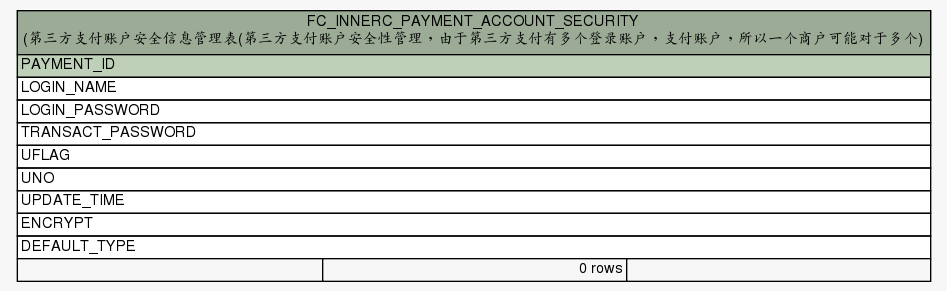 FC_INNERC_PAYMENT_ACCOUNT_SECURITY
(第三方支付账户安全信息管理表(第三方支付账户安全性管理，由于第三方支付有多个登录账户，支付账户，所以一个商户可能对于多个)
PAYMENT_ID
LOGIN_NAME
LOGIN_PASSWORD
TRANSACT_PASSWORD
UFLAG
UNO
UPDATE_TIME
ENCRYPT
DEFAULT_TYPE
0 rows